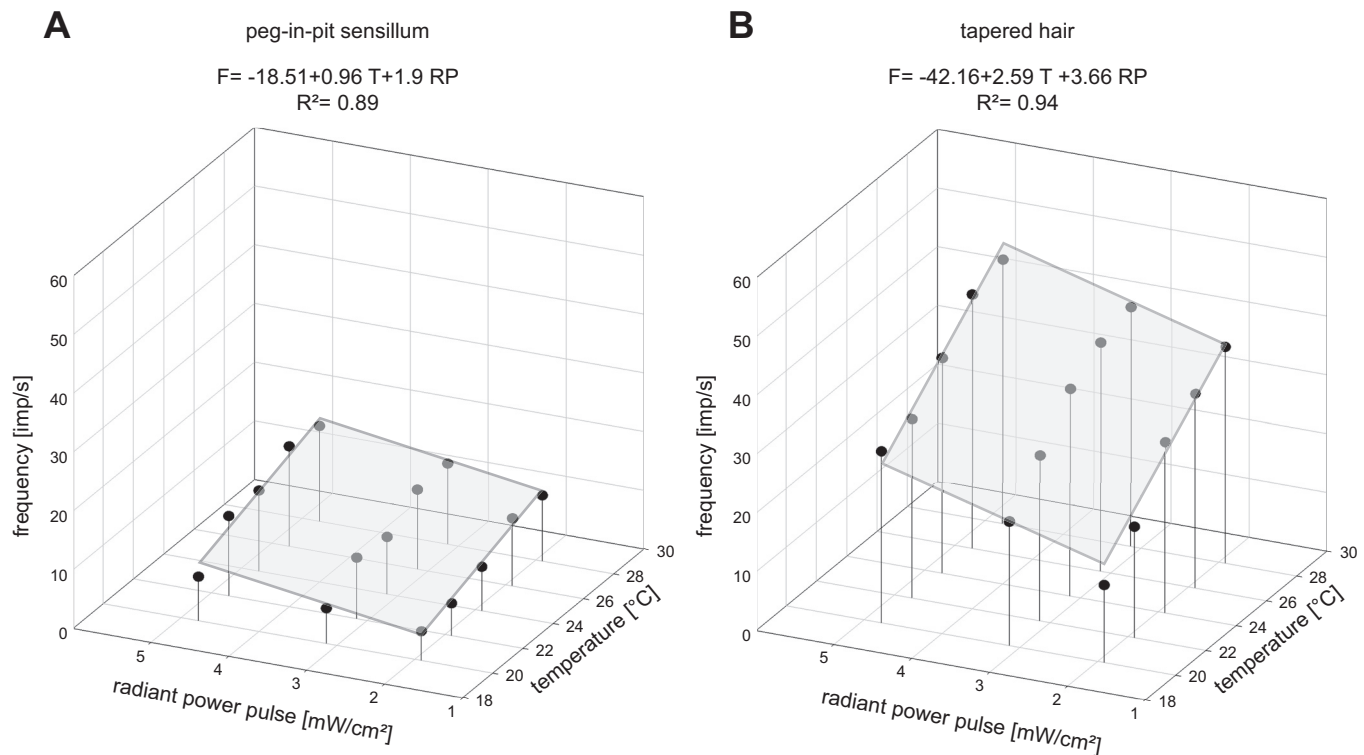 A
peg-in-pit sensillum
F= -18.51+0.96 T+1.9 RP
R²= 0.89
60
50
40
30
20
10
0
frequency [imp/s]
5
4
3
2
1
radiant power pulse [mW/cm²]
18
20
22
24
26
28
30
temperature [°C]
B
tapered hair
F= -42.16+2.59 T +3.66 RP
R²= 0.94
60
50
40
30
20
10
0
frequency [imp/s]
5
4
3
2
1
radiant power pulse [mW/cm²]
18
20
22
24
26
28
30
temperature [°C]